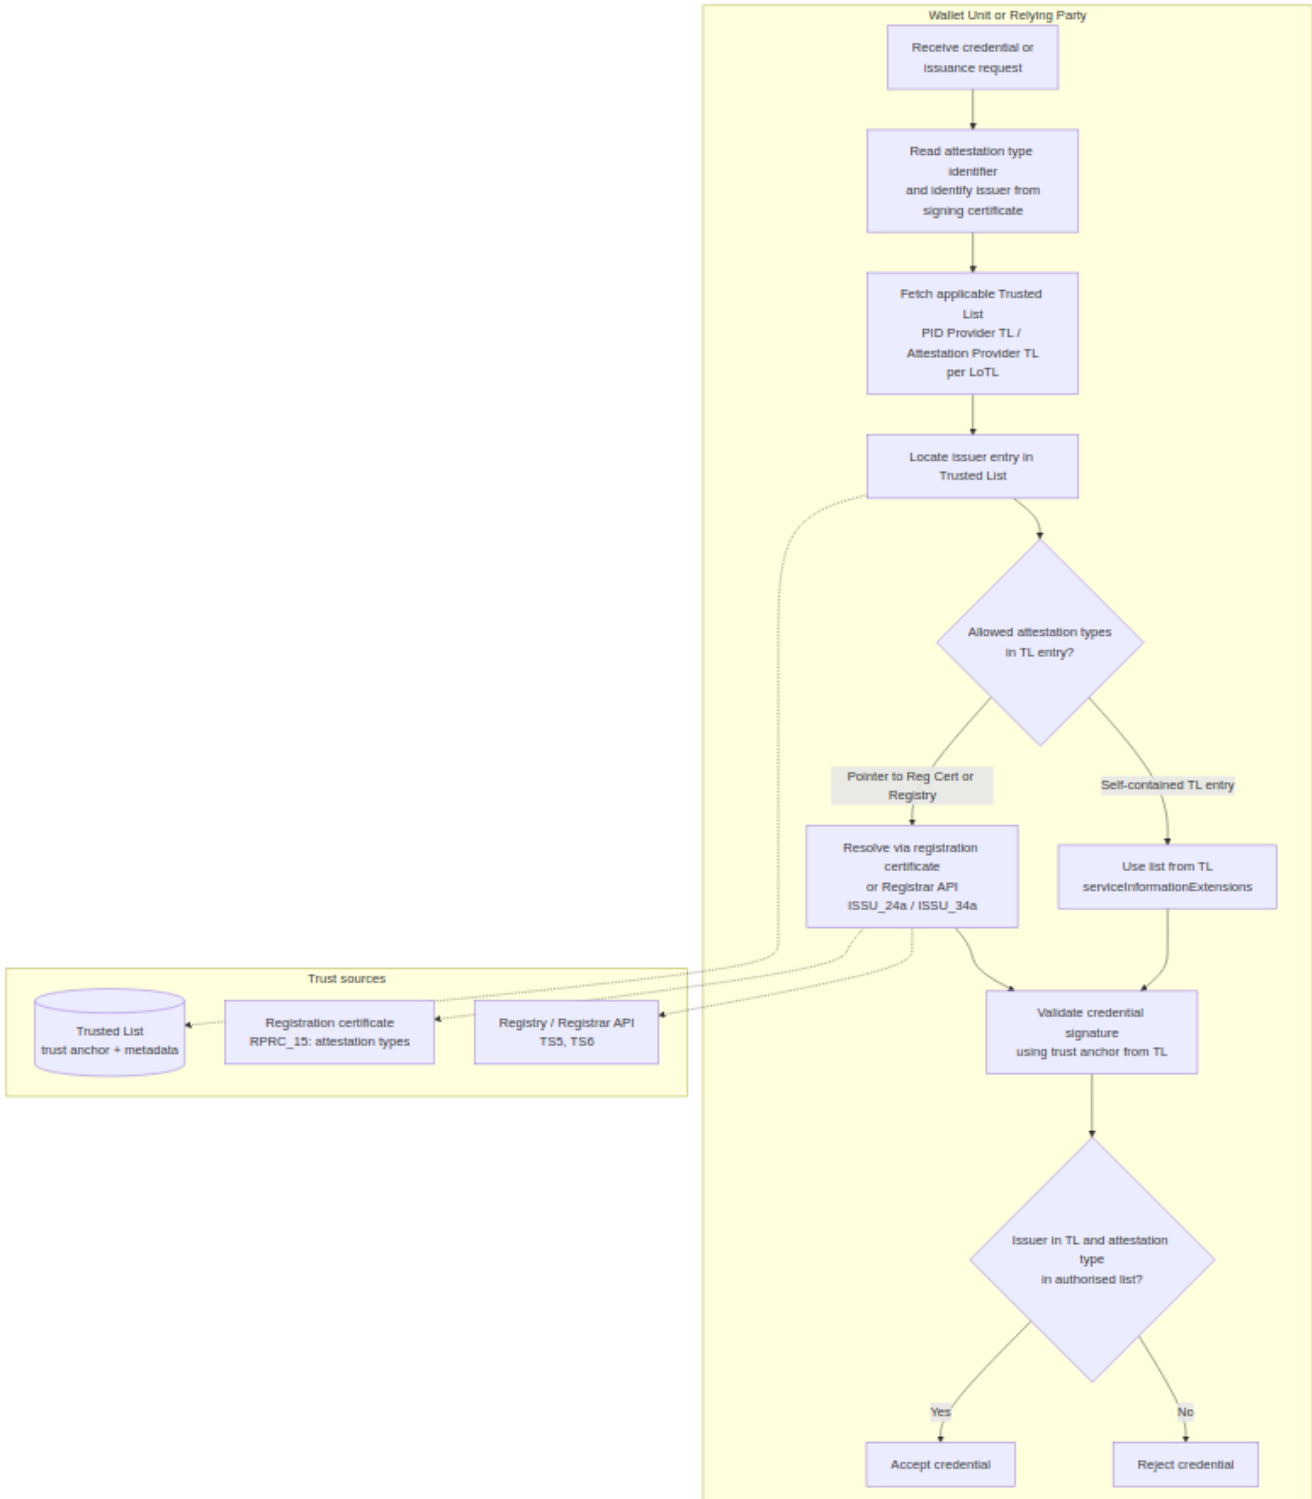 Wallet Unit or Relying Party
Receive credential or
issuance request
Read attestation type
identifier
and identify issuer from
signing certificate
Fetch applicable Trusted
List
PID Provider TL /
Attestation Provider TL
per LoTL
Locate issuer entry in
Trusted List
Allowed attestation types
in TL entry?
Pointer to Reg Cert or
Registry
Self-contained TL entry
Resolve via registration
certificate
or Registrar API
ISSU_24a / ISSU_34a
Use list from TL
serviceInformationExtensions
Trust sources
Trusted List
trust anchor + metadata
Registration certificate
RPRC_15: attestation types
Registry / Registrar API
TS5, TS6
Validate credential
signature
using trust anchor from TL
Issuer in TL and attestation
type
in authorised list?
Yes
No
Accept credential
Reject credential